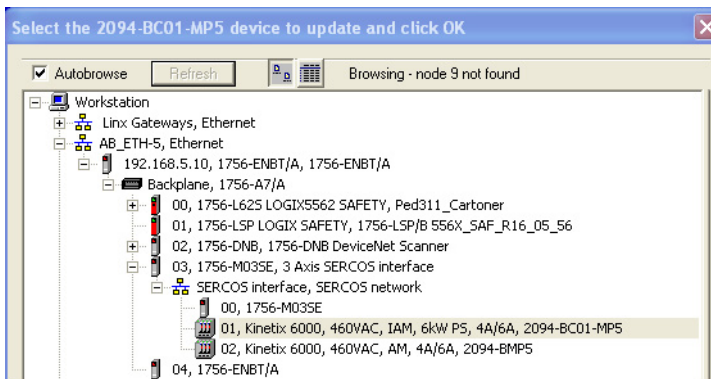 Select the 2094-BC01-MP5 device to update and click OK
Autobrowse Refresh Browsing - node 9 not found
Workstation
Linx Gateways, Ethernet
AB_ETH-5, Ethernet
192.168.5.10, 1756-ENBT/A, 1756-ENBT/A
Backplane, 1756-A7/A
00, 1756-L62S LOGIX5562 SAFETY, Ped311_Cartoner
01, 1756-LSP LOGIX SAFETY, 1756-LSP/B 556X_SAF_R16_05_56
02, 1756-DNB, 1756-DNB DeviceNet Scanner
03, 1756-M03SE, 3 Axis SERCOS interface
SERCOS interface, SERCOS network
00, 1756-M03SE
01, Kinetix 6000, 460VAC, IAM, 6kW PS, 4A/6A, 2094-BC01-MP5
02, Kinetix 6000, 460VAC, AM, 4A/6A, 2094-BMP5
04, 1756-ENBT/A